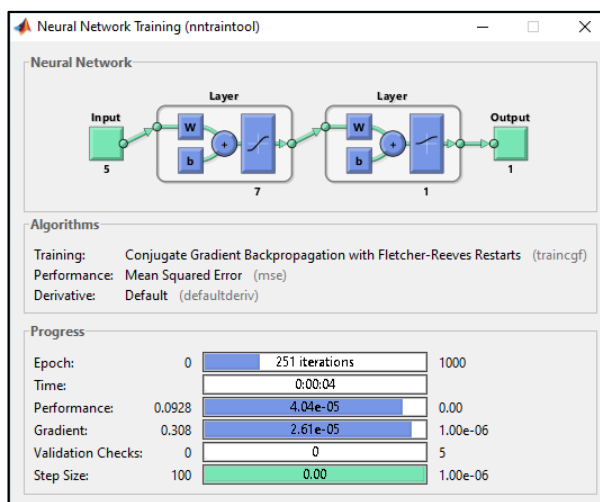 Neural Network Training (nntraintool)
Neural Network
Layer Layer
Input Output
W W
b + b +
5 7 1 1
Algorithms
Training: Conjugate Gradient Backpropagation with Fletcher-Reeves Restarts (traincgf)
Performance: Mean Squared Error (mse)
Derivative: Default (defaultderiv)
Progress
Epoch: 0 251 iterations 1000
Time: 0:00:04
Performance: 0.0928 4.04e-05 0.00
Gradient: 0.308 2.61e-05 1.00e-06
Validation Checks: 0 0 5
Step Size: 100 0.00 1.00e-06